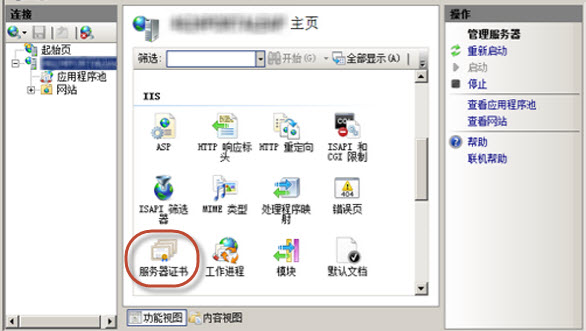 连接
起始页
应用程序池
网站
主页
筛选:
开始(G)
全部显示(A)
IIS
ASP
HTTP 响应标
头
HTTP 重定向
ISAPI 和
CGI 限制
ISAPI 筛选
器
MIME 类型
处理程序映
射
404
错误页
服务器证书
工作进程
模块
默认文档
功能视图
内容视图
操作
管理服务器
重新启动
启动
停止
查看应用程序池
查看网站
帮助
联机帮助